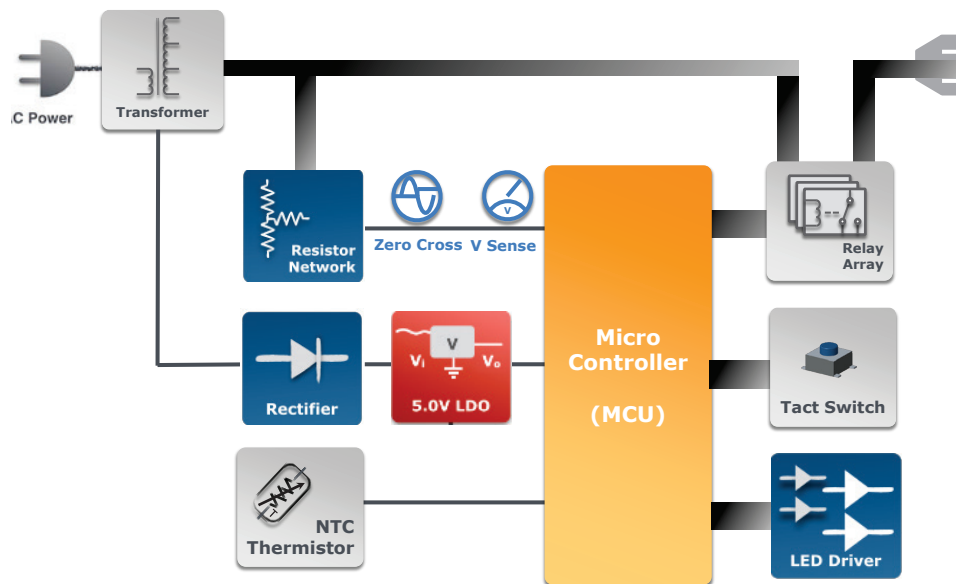 C Power
Transformer
Resistor
Network
Zero Cross
V Sense
V
Relay
Array
Micro
Controller
(MCU)
Rectifier
V
Vi
Vo
5.0V LDO
Tact Switch
T
NTC
Thermistor
LED Driver